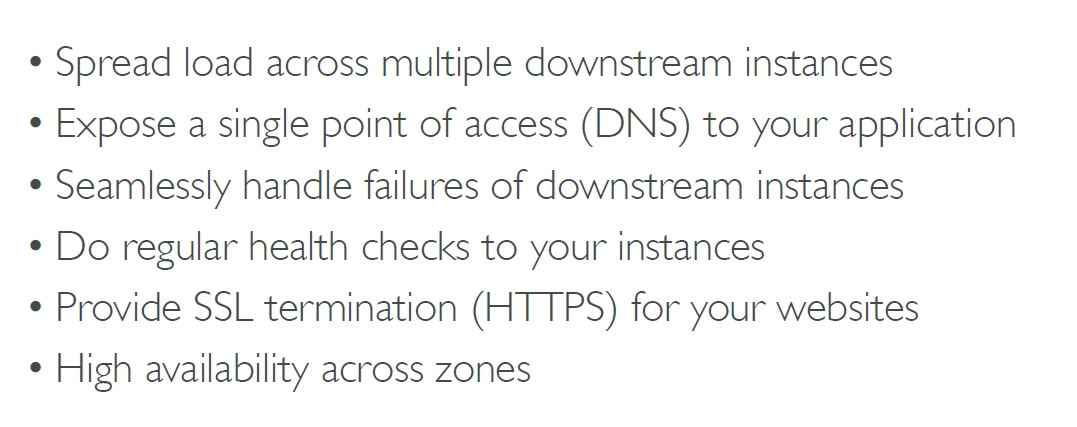 • Spread load across multiple downstream instances
• Expose a single point of access (DNS) to your application
• Seamlessly handle failures of downstream instances
• Do regular health checks to your instances
• Provide SSL termination (HTTPS) for your websites
• High availability across zones